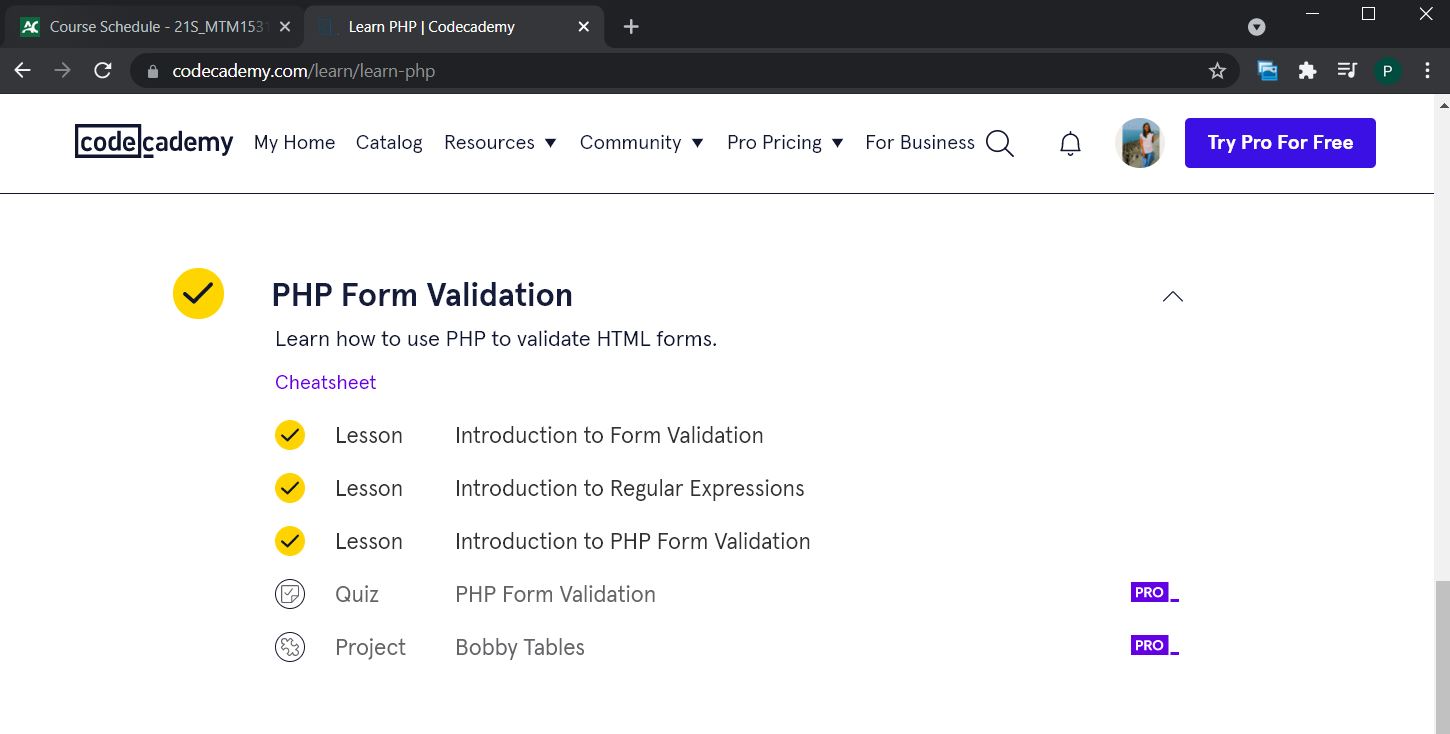 Course Schedule - 21S_MTM1531
Learn PHP | Codecademy
codecademy.com/learn/learn-php
P
codecademy My Home Catalog Resources Community Pro Pricing For Business Try Pro For Free
PHP Form Validation
Learn how to use PHP to validate HTML forms.
Cheatsheet
Lesson Introduction to Form Validation
Lesson Introduction to Regular Expressions
Lesson Introduction to PHP Form Validation
Quiz PHP Form Validation PRO_
Project Bobby Tables PRO_